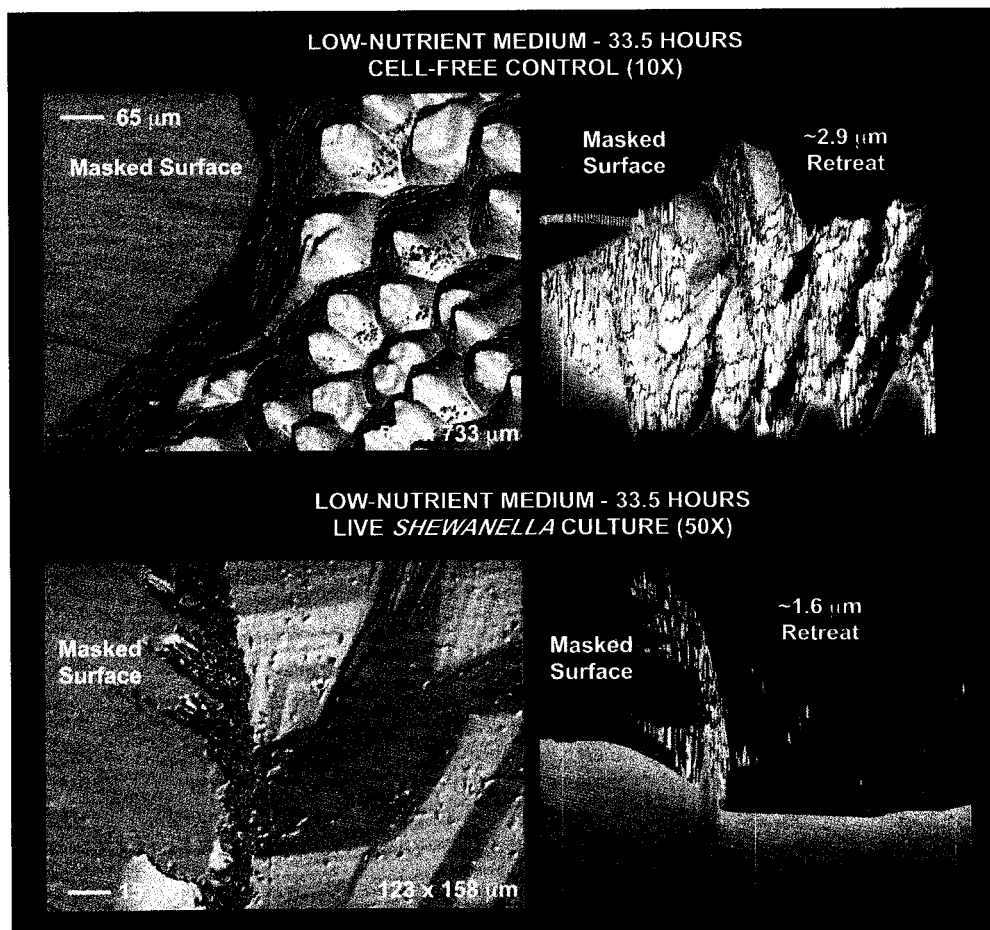 LOW-NUTRIENT MEDIUM - 33.5 HOURS
CELL-FREE CONTROL (10X)
65 µm
Masked Surface
Masked
Surface
~2.9 µm
Retreat
733 µm
LOW-NUTRIENT MEDIUM - 33.5 HOURS
LIVE SHEWANELLA CULTURE (50X)
Masked
Surface
Masked
Surface
~1.6 µm
Retreat
15
123 x 158 µm